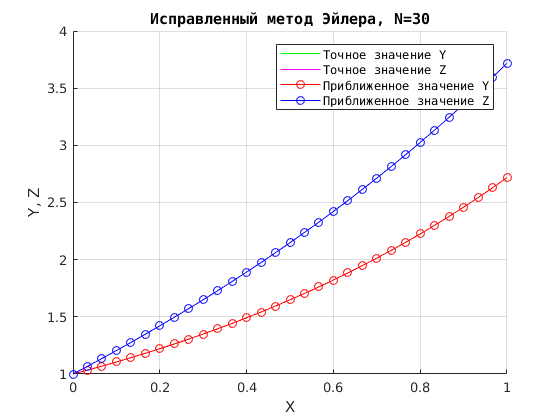 Исправленный метод Эйлера, N=30
Точное значение Y
Точное значение Z
Приближенное значение Y
Приближенное значение Z
4
3.5
3
2.5
2
1.5
1
Y, Z
0 0.2 0.4 0.6 0.8 1
X